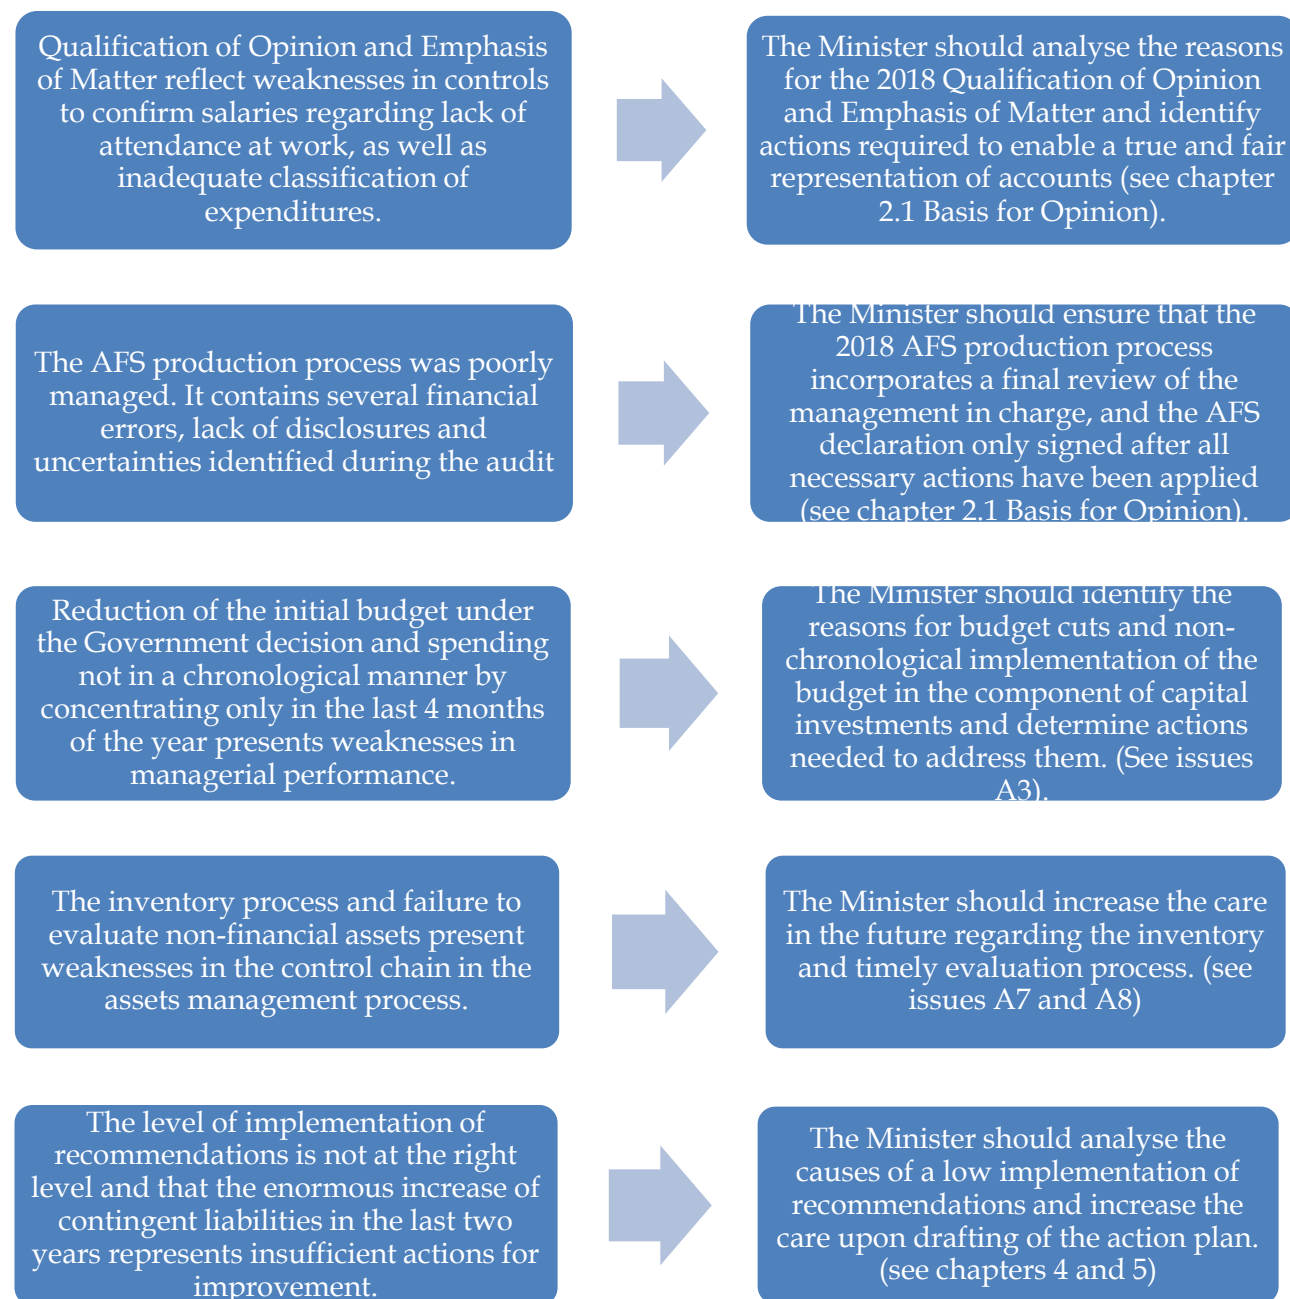 Qualification of Opinion and Emphasis
of Matter reflect weaknesses in controls
to confirm salaries regarding lack of
attendance at work, as well as
inadequate classification of
expenditures.
The Minister should analyse the reasons
for the 2018 Qualification of Opinion
and Emphasis of Matter and identify
actions required to enable a true and fair
representation of accounts (see chapter
2.1 Basis for Opinion).
The AFS production process was poorly
managed. It contains several financial
errors, lack of disclosures and
uncertainties identified during the audit
The Minister should ensure that the
2018 AFS production process
incorporates a final review of the
management in charge, and the AFS
declaration only signed after all
necessary actions have been applied
(see chapter 2.1 Basis for Opinion).
Reduction of the initial budget under
the Government decision and spending
not in a chronological manner by
concentrating only in the last 4 months
of the year presents weaknesses in
managerial performance.
The Minister should identify the
reasons for budget cuts and non-
chronological implementation of the
budget in the component of capital
investments and determine actions
needed to address them. (See issues
A3).
The inventory process and failure to
evaluate non-financial assets present
weaknesses in the control chain in the
assets management process.
The Minister should increase the care
in the future regarding the inventory
and timely evaluation process. (see
issues A7 and A8)
The level of implementation of
recommendations is not at the right
level and that the enormous increase of
contingent liabilities in the last two
years represents insufficient actions for
improvement.
The Minister should analyse the
causes of a low implementation of
recommendations and increase the
care upon drafting of the action plan.
(see chapters 4 and 5)